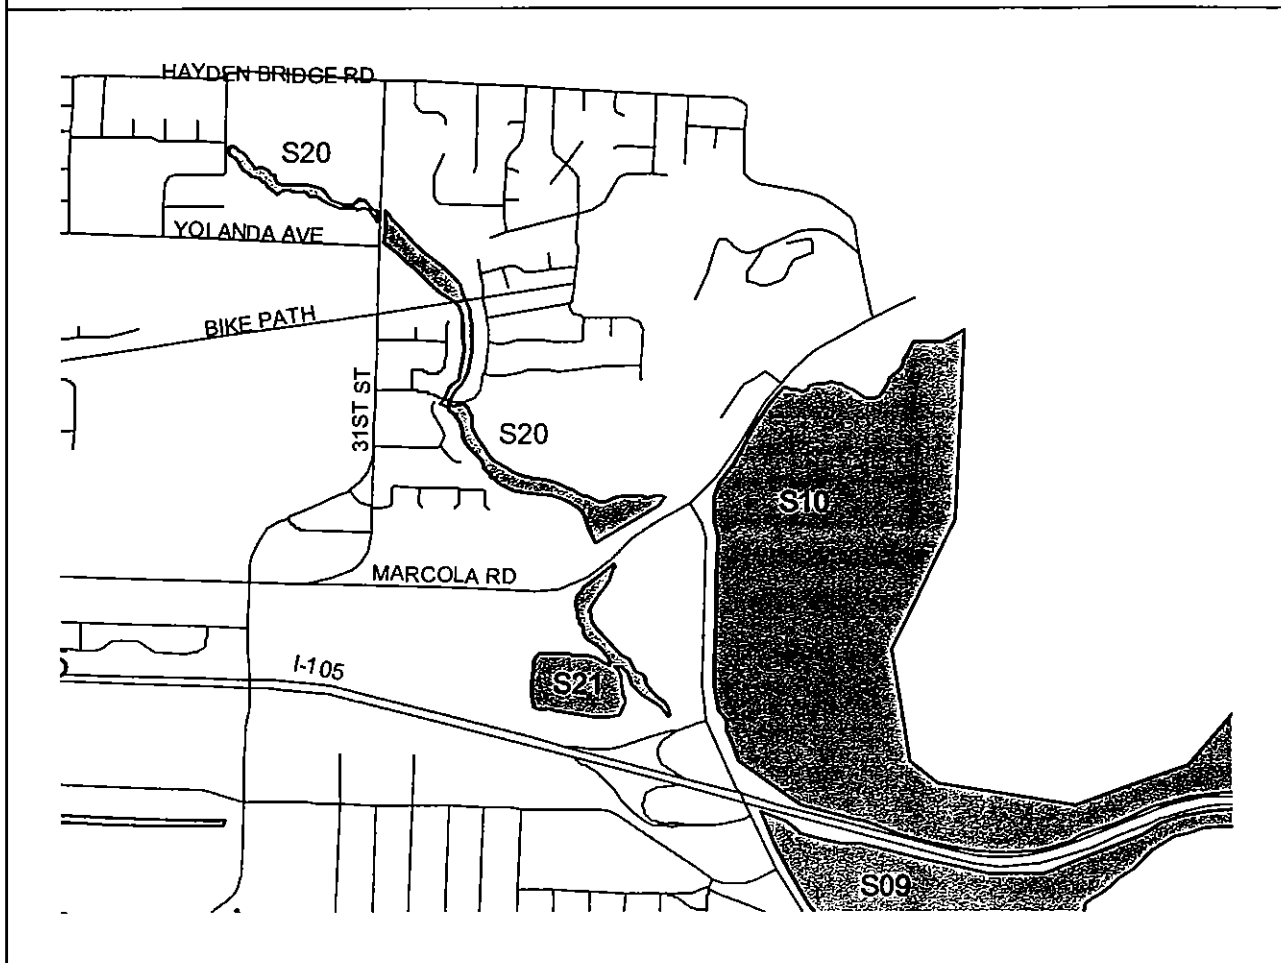 HAYDEN BRIDGE RD
S20
YOLANDA AVE
BIKE PATH
31ST ST
S20
S10
MARCOLA RD
I-105
S21
S09